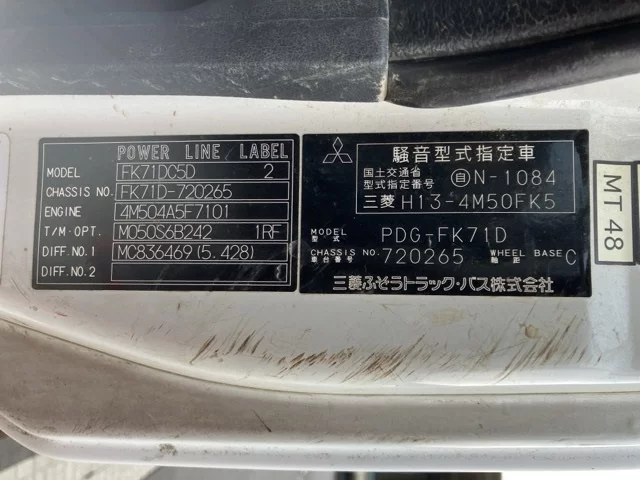 POWER LINE LABEL
MODEL FK71DC5D 2
CHASSIS NO. FK71D-720265
ENGINE 4M504A5F7101
T/M・OPT. M050S6B242 1RF
DIFF.NO.1 MC836469(5.428)
DIFF.NO.2
騒音型式指定車
国土交通省
型式指定番号 自N-1084
三菱 H13-4M50FK5
MODEL
型式 PDG-FK71D
CHASSIS NO.
車台番号 720265 WHEEL BASE
軸距 C
三菱ふそうトラック・バス株式会社
MT 48